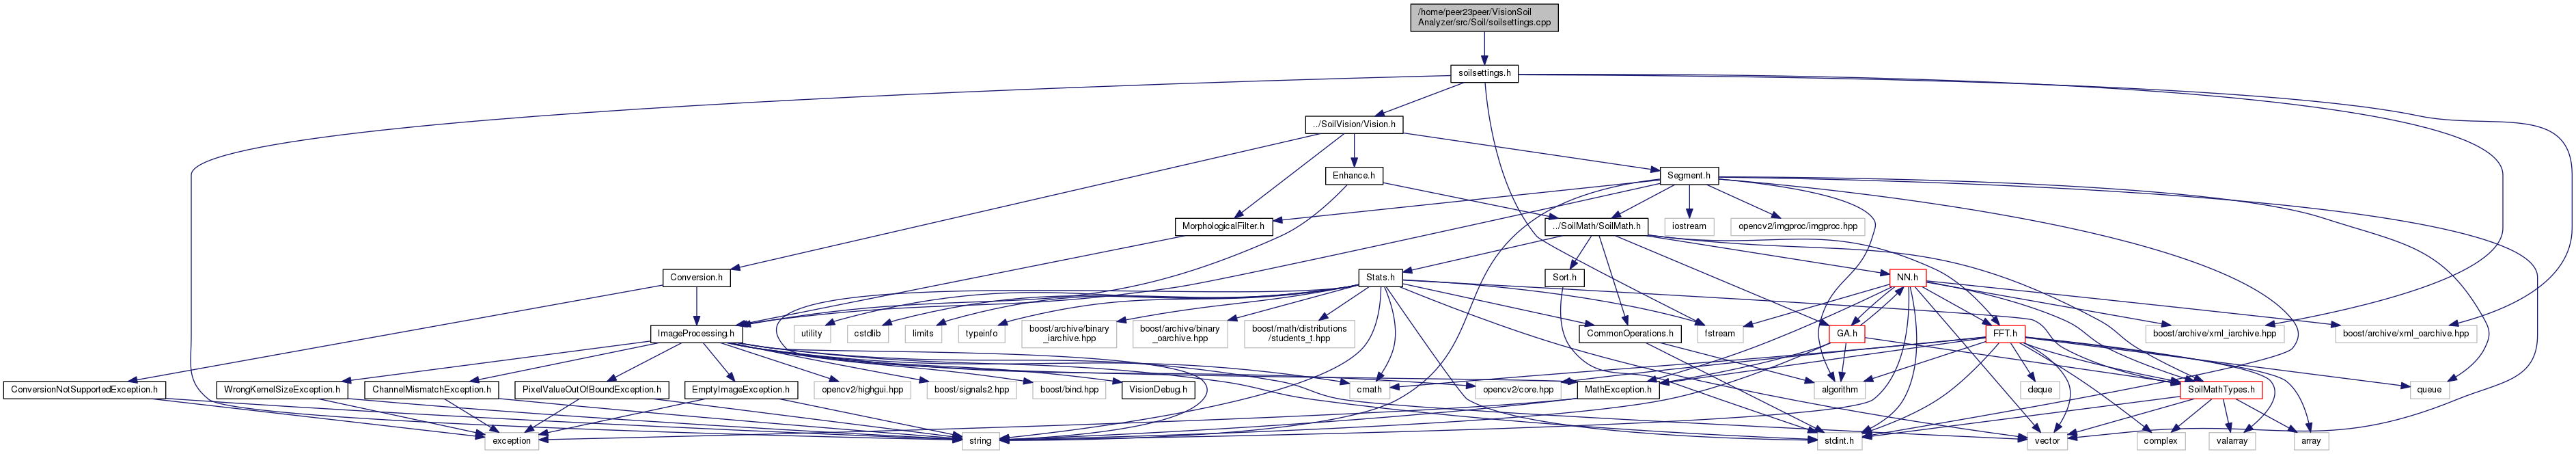 /home/peer23peer/VisionSoil
Analyzer/src/Soil/soilsettings.cpp
soilsettings.h
../SoilVision/Vision.h
Enhance.h
Segment.h
MorphologicalFilter.h
../SoilMath/SoilMath.h
iostream
opencv2/imgproc/imgproc.hpp
Conversion.h
Stats.h
Sort.h
NN.h
ImageProcessing.h
utility
cstdlib
limits
typeinfo
boost/archive/binary
_iarchive.hpp
boost/archive/binary
_oarchive.hpp
boost/math/distributions
/students_t.hpp
CommonOperations.h
fstream
GA.h
FFT.h
boost/archive/xml_iarchive.hpp
boost/archive/xml_oarchive.hpp
ConversionNotSupportedException.h
WrongKernelSizeException.h
ChannelMismatchException.h
PixelValueOutOfBoundException.h
EmptyImageException.h
opencv2/highgui.hpp
boost/signals2.hpp
boost/bind.hpp
VisionDebug.h
cmath
opencv2/core.hpp
MathException.h
algorithm
deque
SoilMathTypes.h
queue
exception
string
stdint.h
vector
complex
valarray
array